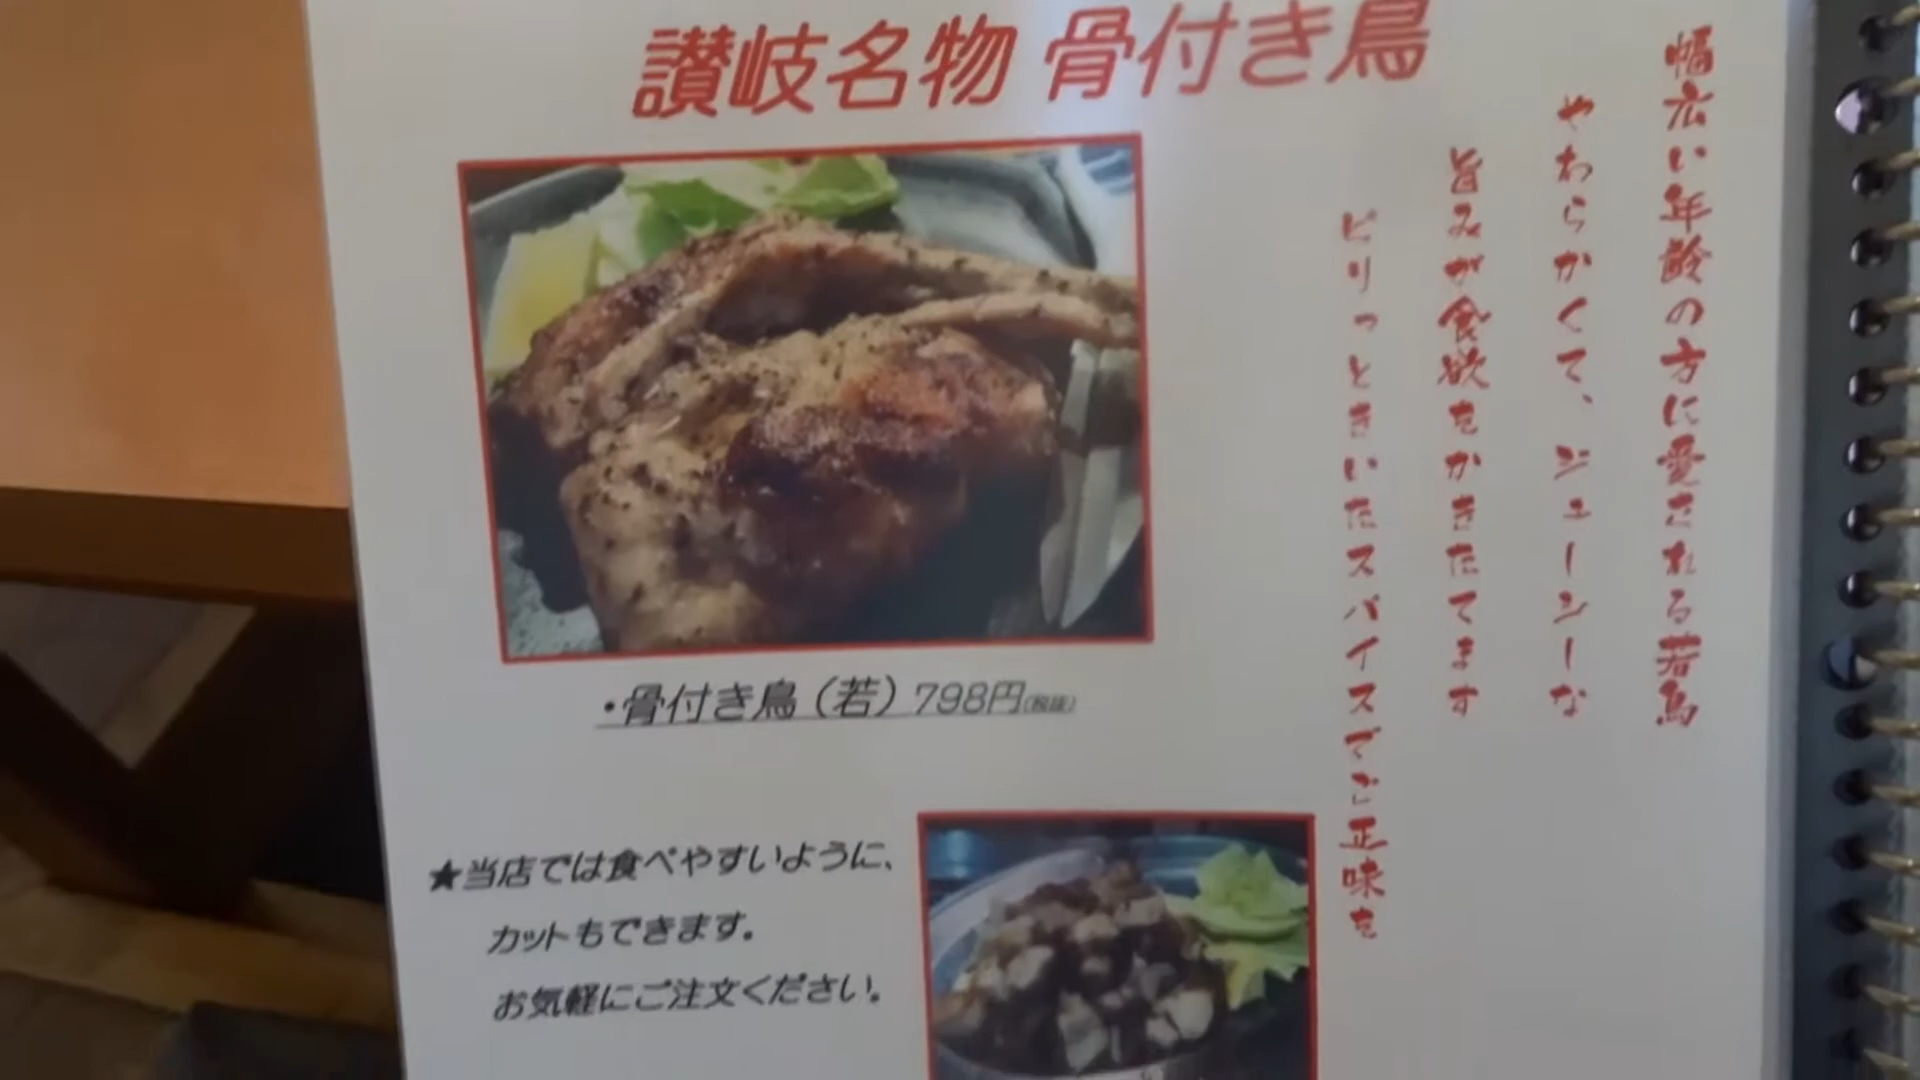 讃岐名物 骨付き鳥
幅広い年齢の方に愛される若鳥
やわらかくて、ジューシーな
旨みが食欲をかきたてます
ピリっときいたスパイスでご正味を
・骨付き鳥（若）798円(税抜)
★当店では食べやすいように、
カットもできます。
お気軽にご注文ください。